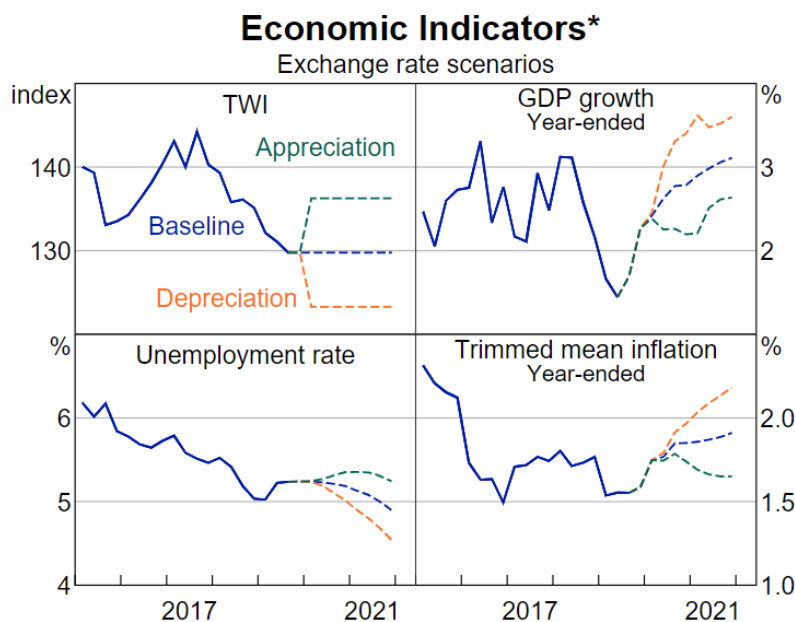 Economic Indicators*
Exchange rate scenarios
index
TWI
GDP growth
Year-ended
%
140
Appreciation
3
Baseline
130
2
Depreciation
%
Unemployment rate
Trimmed mean inflation
Year-ended
%
6
2.0
5
1.5
4
1.0
2017
2021
2017
2021